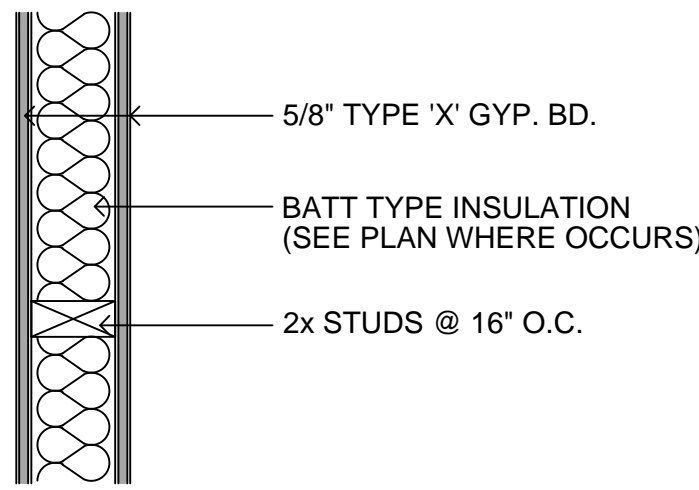 5/8" TYPE 'X' GYP. BD.
BATT TYPE INSULATION
(SEE PLAN WHERE OCCURS)
2x STUDS @ 16" O.C.